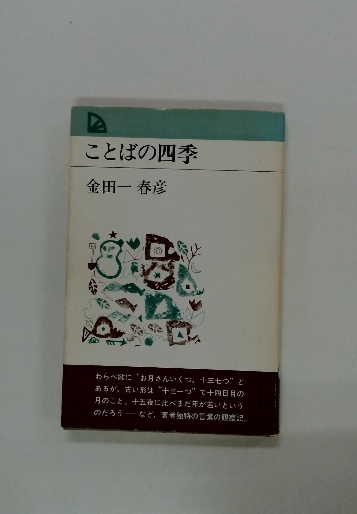 ことばの四季
金田一 春彦
わらべ歌に“お月さんいくつ、十三七つ”と
あるが、古い形は“十三一つ”で十四日目の
月のこと。十五夜に比べまだ年が若いという
のだろう——など、著者独特の言葉の観察記。